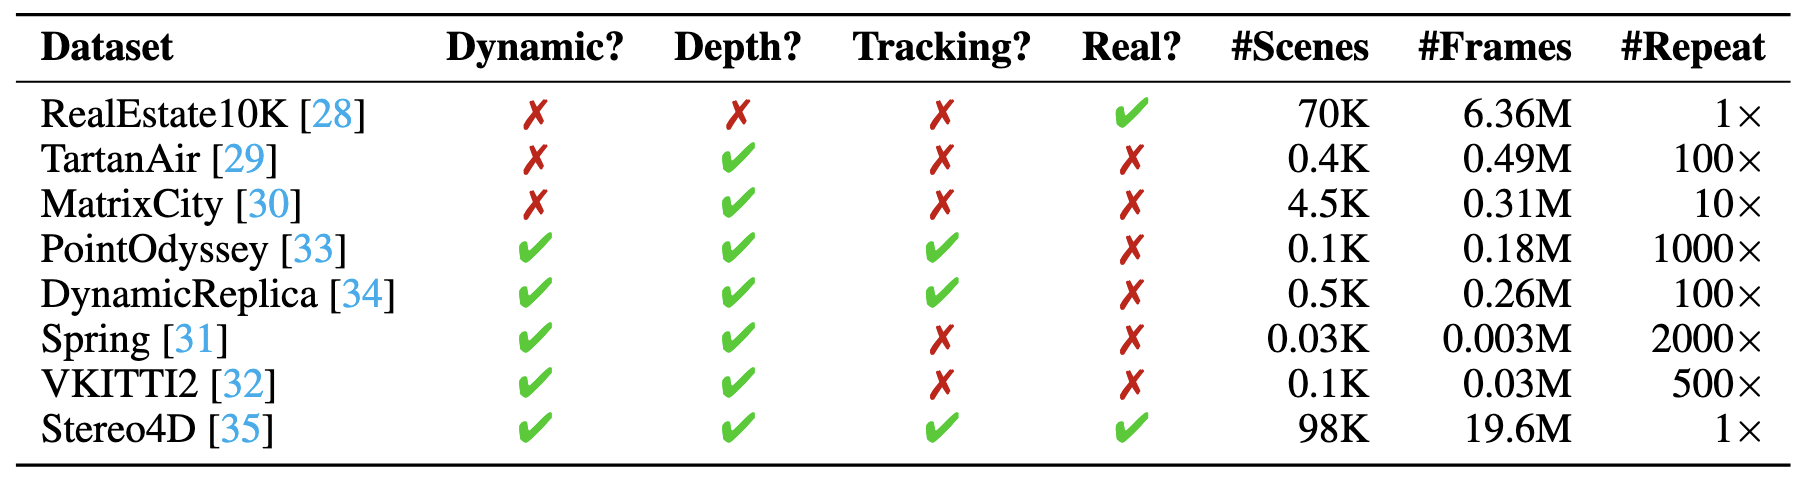 Dataset Dynamic? Depth? Tracking? Real? #Scenes #Frames #Repeat
RealEstate10K [28] ✗ ✗ ✗ ✔ 70K 6.36M 1×
TartanAir [29] ✗ ✔ ✗ ✗ 0.4K 0.49M 100×
MatrixCity [30] ✗ ✔ ✗ ✗ 4.5K 0.31M 10×
PointOdyssey [33] ✔ ✔ ✔ ✗ 0.1K 0.18M 1000×
DynamicReplica [34] ✔ ✔ ✔ ✗ 0.5K 0.26M 100×
Spring [31] ✔ ✔ ✗ ✗ 0.03K 0.003M 2000×
VKITTI2 [32] ✔ ✔ ✗ ✗ 0.1K 0.03M 500×
Stereo4D [35] ✔ ✔ ✔ ✔ 98K 19.6M 1×